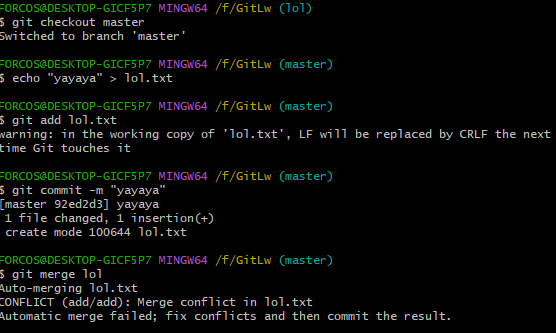 FORCOS@DESKTOP-GICF5P7 MINGW64 /f/GitLw (lol)
$ git checkout master
Switched to branch 'master'
FORCOS@DESKTOP-GICF5P7 MINGW64 /f/GitLw (master)
$ echo "yayaya" > lol.txt
FORCOS@DESKTOP-GICF5P7 MINGW64 /f/GitLw (master)
$ git add lol.txt
warning: in the working copy of 'lol.txt', LF will be replaced by CRLF the next
time Git touches it
FORCOS@DESKTOP-GICF5P7 MINGW64 /f/GitLw (master)
$ git commit -m "yayaya"
[master 92ed2d3] yayaya
1 file changed, 1 insertion(+)
create mode 100644 lol.txt
FORCOS@DESKTOP-GICF5P7 MINGW64 /f/GitLw (master)
$ git merge lol
Auto-merging lol.txt
CONFLICT (add/add): Merge conflict in lol.txt
Automatic merge failed; fix conflicts and then commit the result.